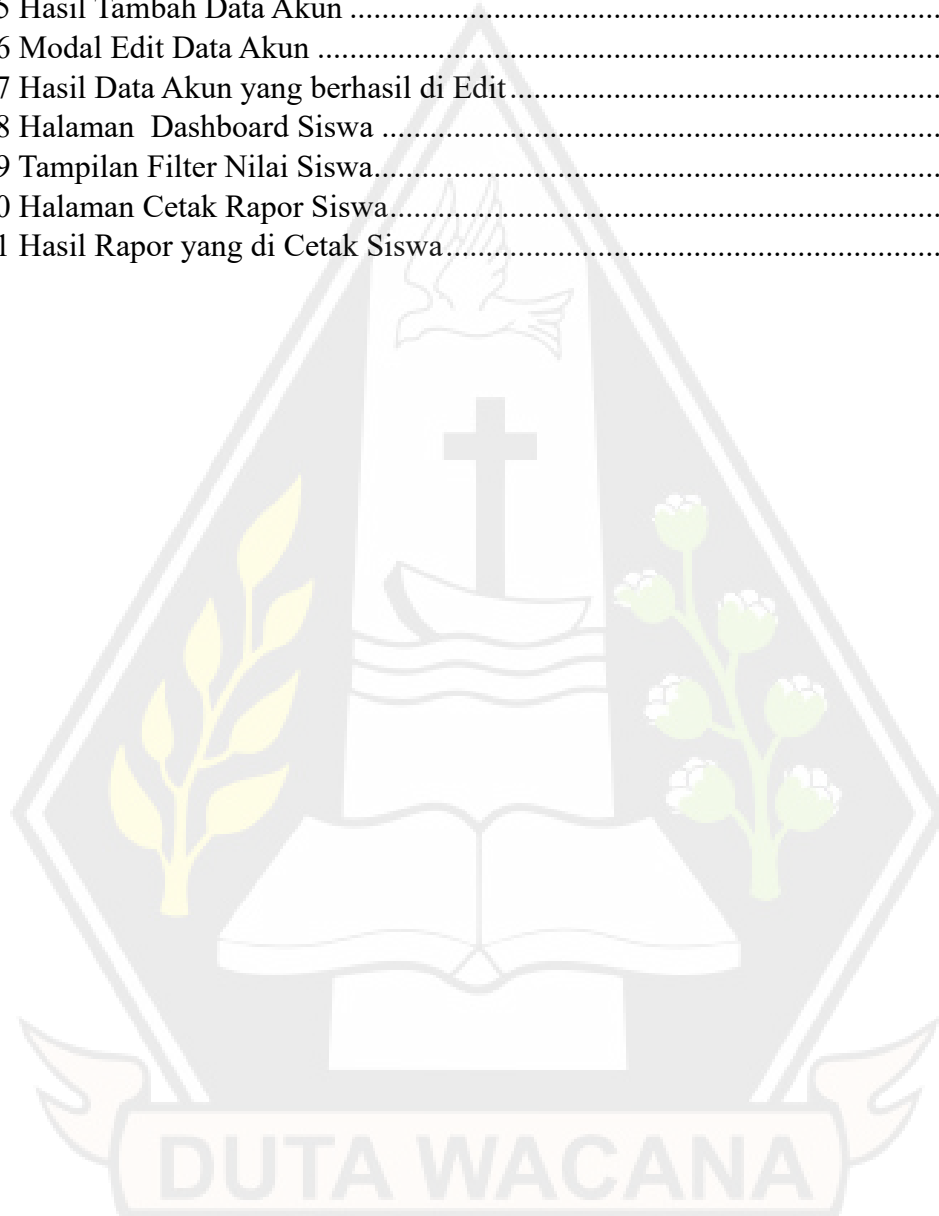 5 Hasil Tambah Data Akun ..........................................................................
6 Modal Edit Data Akun ..............................................................................
7 Hasil Data Akun yang berhasil di Edit......................................................
8 Halaman  Dashboard Siswa ......................................................................
9 Tampilan Filter Nilai Siswa.......................................................................
0 Halaman Cetak Rapor Siswa.....................................................................
1 Hasil Rapor yang di Cetak Siswa..............................................................
DUTA WACANA